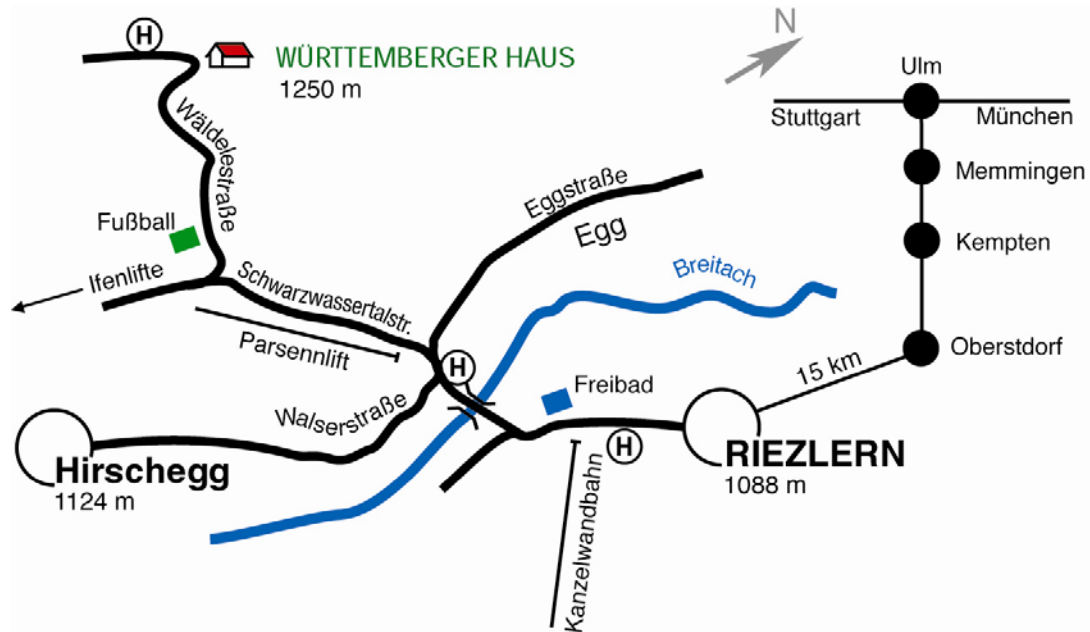 N
H
WÜRTTEMBERGER HAUS
1250 m
Ulm
Stuttgart
München
Wäldelestraße
Memmingen
Eggstraße
Fußball
Egg
Kempten
Ifenlifte
Schwarzwassertalstr.
Breitach
Parsennlift
Oberstdorf
H
15 km
Freibad
Walserstraße
H
Hirschegg
1124 m
RIEZLERN
1088 m
Kanzelwandbahn